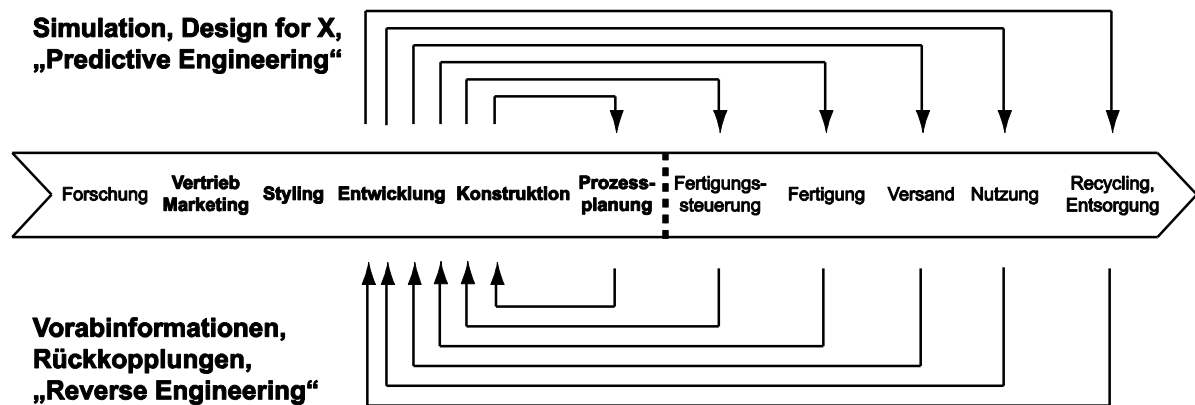 Simulation, Design for X,
„Predictive Engineering“
Forschung
Vertrieb
Marketing
Styling
Entwicklung
Konstruktion
Prozess-
planung
Fertigungs-
steuerung
Fertigung
Versand
Nutzung
Recycling,
Entsorgung
Vorabinformationen,
Rückkopplungen,
„Reverse Engineering“